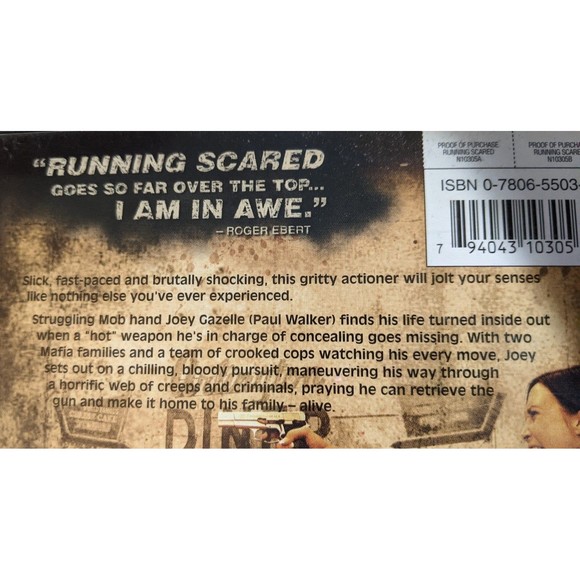 PROOF OF PURCHASE
RUNNING SCARED
N10305A
PROOF OF PURCHASE
RUNNING SCARE
N10305B
ISBN 0-7806-5503-
7 94043 10305
"RUNNING SCARED
GOES SO FAR OVER THE TOP...
I AM IN AWE."
– ROGER EBERT
Slick, fast-paced and brutally shocking, this gritty actioner will jolt your senses
like nothing else you've ever experienced.
Struggling Mob hand Joey Gazelle (Paul Walker) finds his life turned inside out
when a "hot" weapon he's in charge of concealing goes missing. With two
Mafia families and a team of crooked cops watching his every move, Joey
sets out on a chilling, bloody pursuit, maneuvering his way through
a horrific web of creeps and criminals, praying he can retrieve the
gun and make it home to his family – alive.
DINER